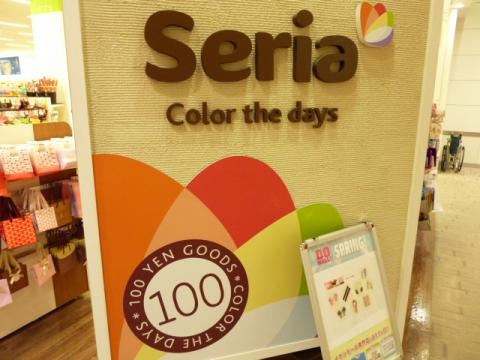 Seria
Color the days
* 100 YEN GOODS * COLOR THE DAYS
100
SPRING